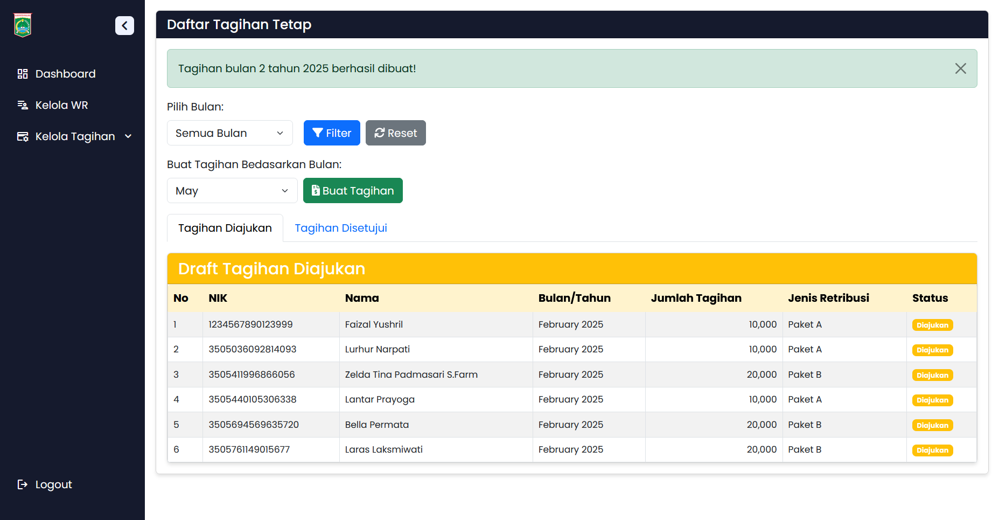 Daftar Tagihan Tetap
Tagihan bulan 2 tahun 2025 berhasil dibuat!
Dashboard
Kelola WR
Kelola Tagihan
Logout
Pilih Bulan:
Semua Bulan Filter Reset
Buat Tagihan Bedasarkan Bulan:
May Buat Tagihan
Tagihan Diajukan Tagihan Disetujui
Draft Tagihan Diajukan
No NIK Nama Bulan/Tahun Jumlah Tagihan Jenis Retribusi Status
1 1234567890123999 Faizal Yushril February 2025 10,000 Paket A Diajukan
2 3505036092814093 Lurhur Narpati February 2025 10,000 Paket A Diajukan
3 3505411996866056 Zelda Tina Padmasari S.Farm February 2025 20,000 Paket B Diajukan
4 3505440105306338 Lantar Prayoga February 2025 10,000 Paket A Diajukan
5 3505694569635720 Bella Permata February 2025 20,000 Paket B Diajukan
6 3505761149015677 Laras Laksmiwati February 2025 20,000 Paket B Diajukan